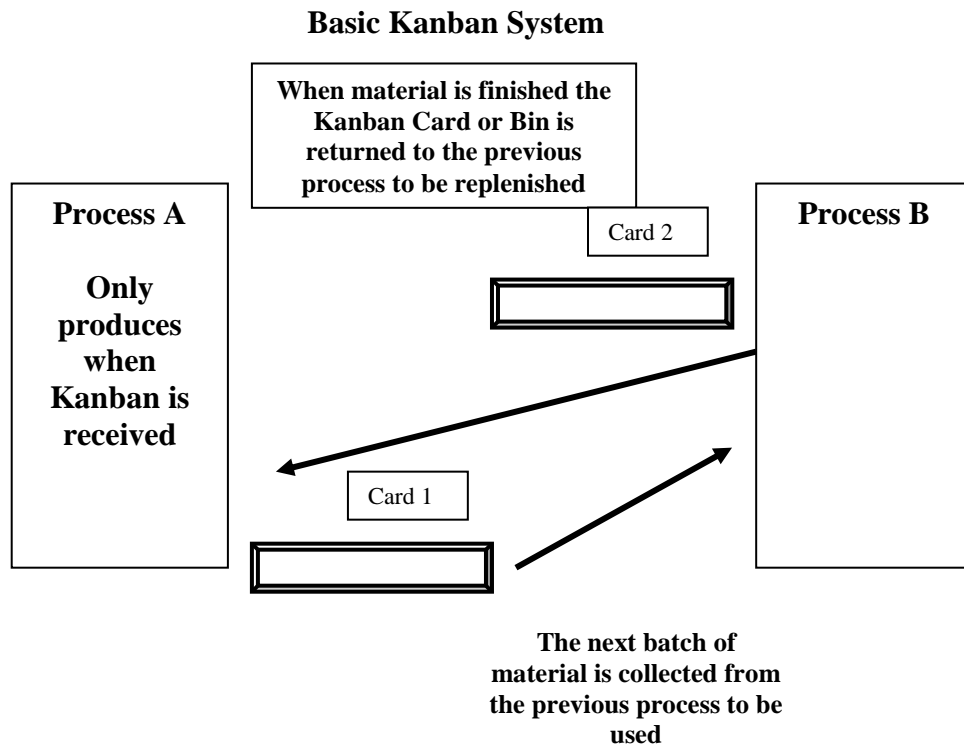 Basic Kanban System
When material is finished the
Kanban Card or Bin is
returned to the previous
process to be replenished
Process A
Only
produces
when
Kanban is
received
Card 2
Process B
Card 1
The next batch of
material is collected from
the previous process to be
used